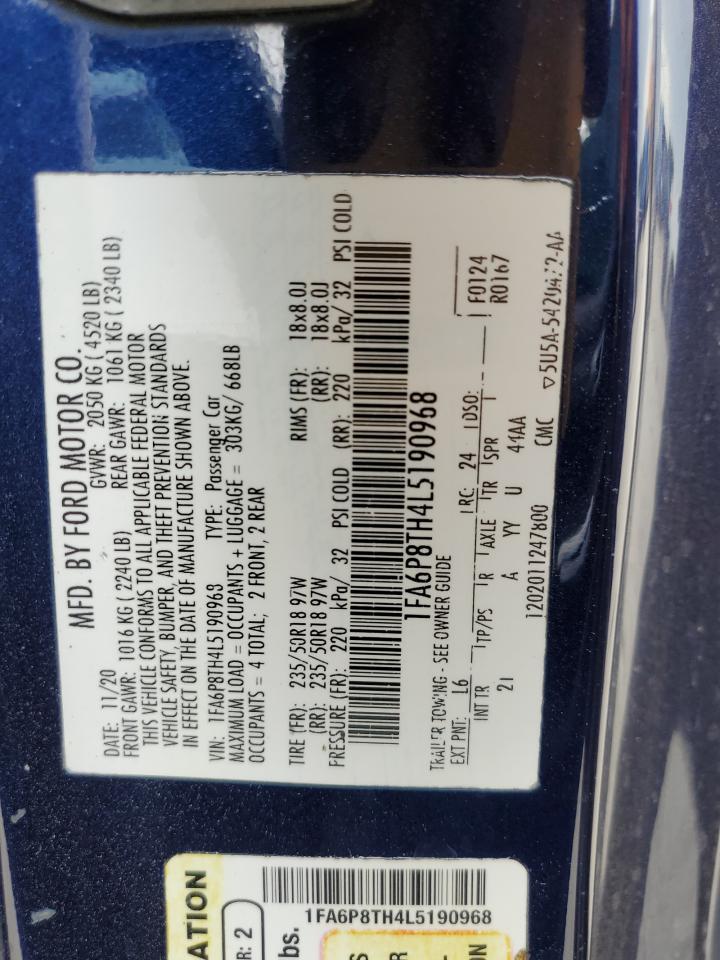 MFD. BY FORD MOTOR CO.
DATE: 11/20 GVWR: 2050 KG ( 4520 LB)
FRONT GAWR: 1016 KG ( 2240 LB) REAR GAWR: 1061 KG ( 2340 LB)
THIS VEHICLE CONFORMS TO ALL APPLICABLE FEDERAL MOTOR
VEHICLE SAFETY, BUMPER, AND THEFT PREVENTION STANDARDS
IN EFFECT ON THE DATE OF MANUFACTURE SHOWN ABOVE.
VIN: 1FA6P8TH4L5190968 TYPE: Passenger Car
MAXIMUM LOAD = OCCUPANTS + LUGGAGE = 303KG/ 668LB
OCCUPANTS = 4 TOTAL; 2 FRONT, 2 REAR
TIRE (FR): 235/50R18 97W RIMS (FR): 18x8.0J
(RR): 235/50R18 97W (RR): 18x8.0J
PRESSURE (FR): 220 kPa/ 32 PSI COLD (RR): 220 kPa/ 32 PSI COLD
1FA6P8TH4L5190968
TRAILER TOWING - SEE OWNER GUIDE
EXT PNT: L6 RC: 24 DSO: F0124
R0167
INT TR TP/PS R AXLE TR SPR
21 A YY U 44AA
1202011247800 CMC ▽5U5A-5420472-AA
ATION
R: 2
bs.
1FA6P8TH4L5190968
S
R
ON